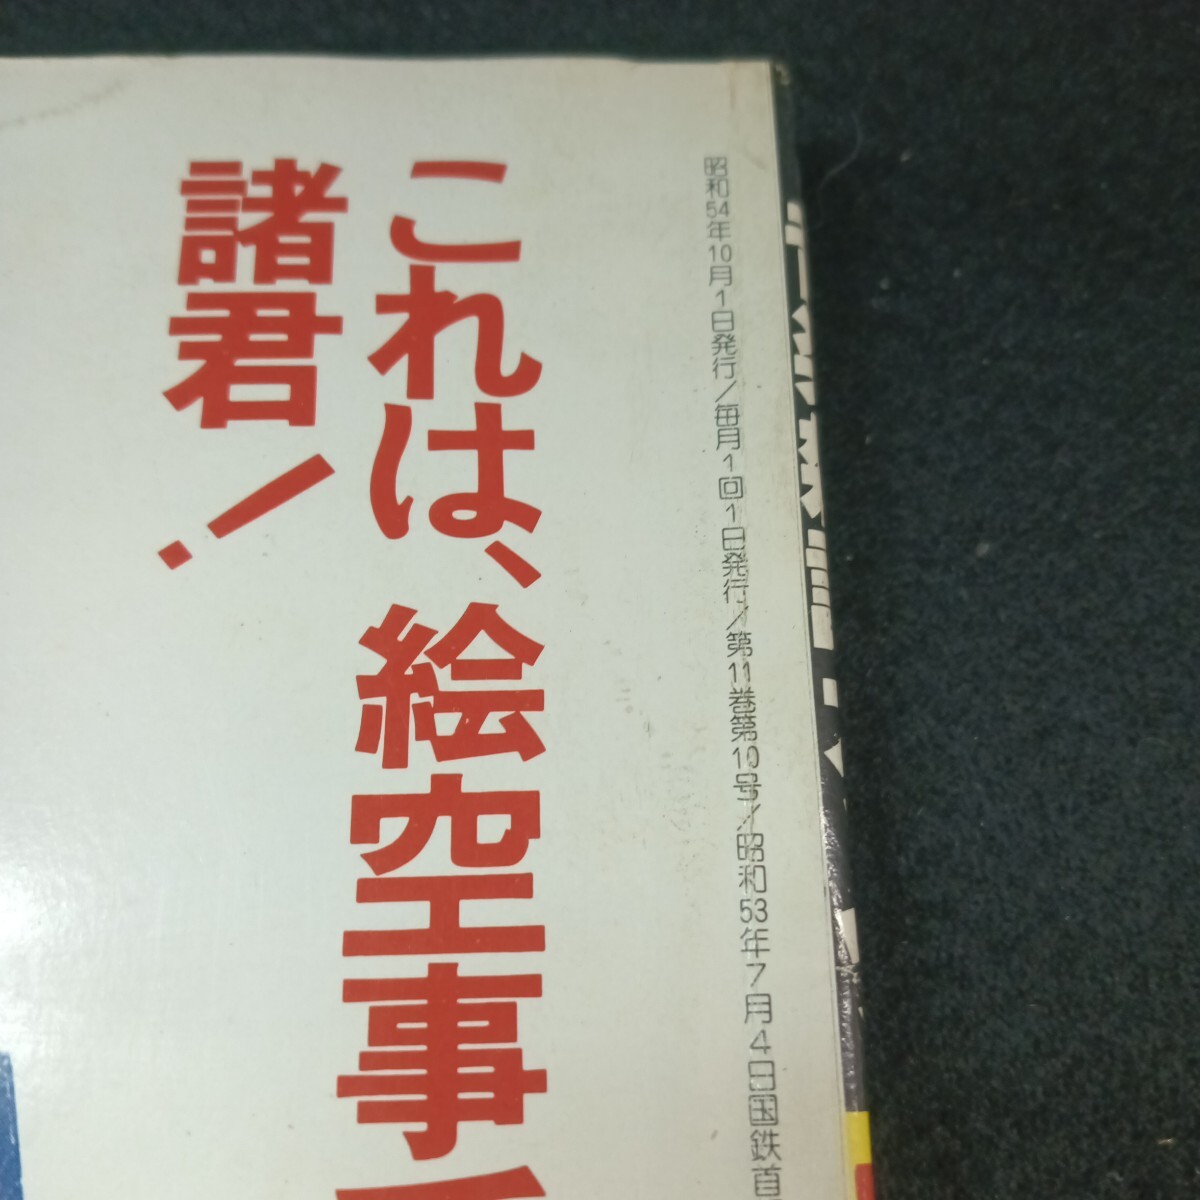 昭和54年10月1日発行/毎月1回1日発行/第11巻第10号/昭和53年7月4日国鉄首
これは、絵空事
諸君!